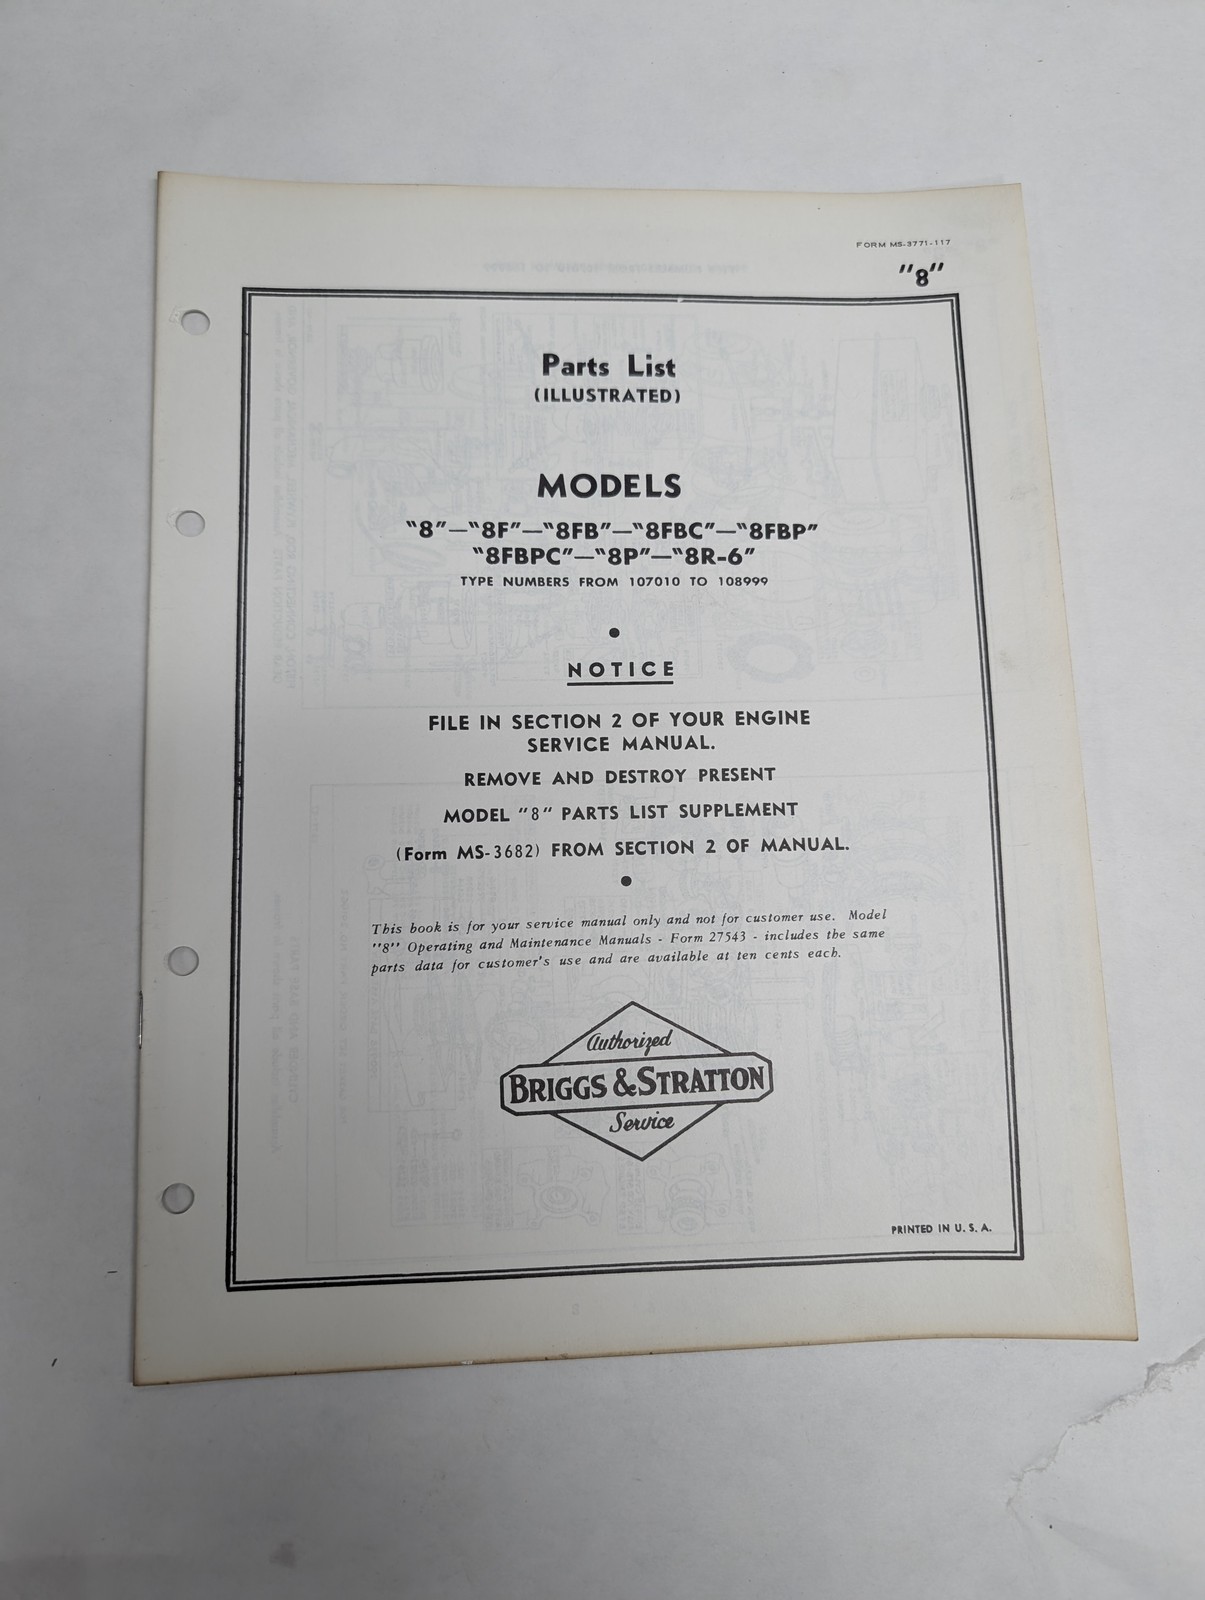 FORM MS-3771-117
"8"
Parts List
(ILLUSTRATED)
MODELS
"8"—"8F"—"8FB"—"8FBC"—"8FBP"
"8FBPC"—"8P"—"8R-6"
TYPE NUMBERS FROM 107010 TO 108999
NOTICE
FILE IN SECTION 2 OF YOUR ENGINE
SERVICE MANUAL.
REMOVE AND DESTROY PRESENT
MODEL "8" PARTS LIST SUPPLEMENT
(Form MS-3682) FROM SECTION 2 OF MANUAL.
This book is for your service manual only and not for customer use. Model
"8" Operating and Maintenance Manuals - Form 27543 - includes the same
parts data for customer's use and are available at ten cents each.
Authorized
BRIGGS & STRATTON
Service
PRINTED IN U. S. A.